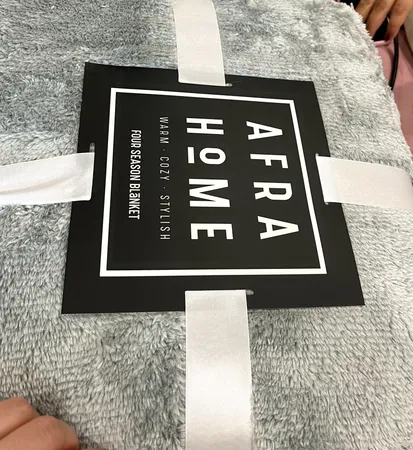 AFRA
HOME
WARM · COZY · STYLISH
FOUR SEASON BLANKET